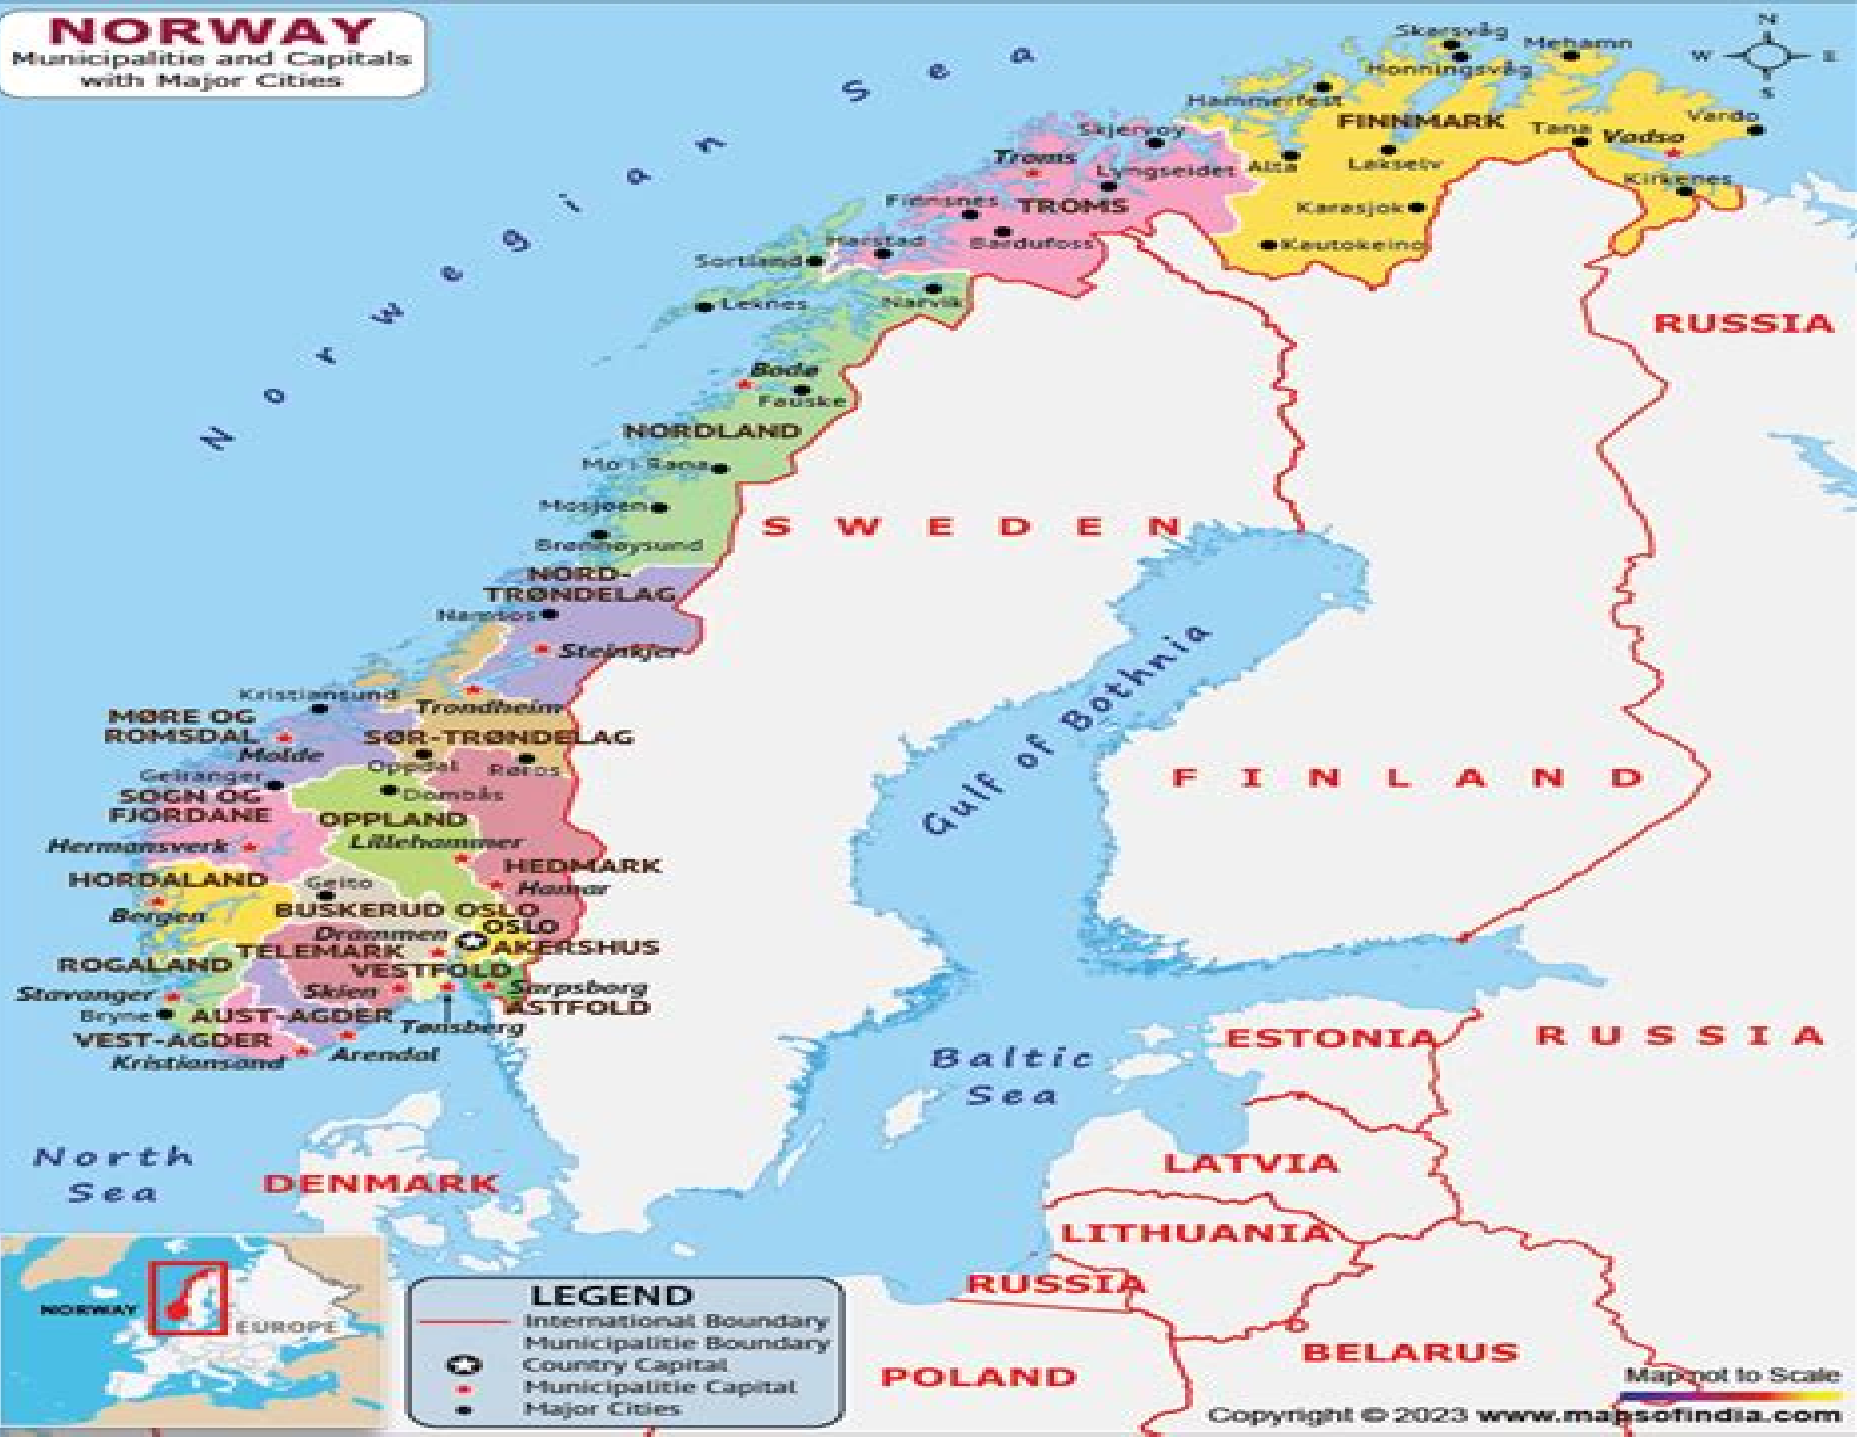 NORWAY
Municipalitie and Capitals
with Major Cities
Norwegian Sea
N
W
E
S
Skarsvåg
Mehamn
Honningsvåg
Hammerfest
FINNMARK
Vardo
Tana
Vadsø
Skjervoy
Troms
Lyngseidet
Alta
Lakselv
Kirkenes
Finnsnes
TROMS
Karasjok
Harstad
Bardufoss
Kautokeino
Sortland
Leknes
Narvik
RUSSIA
Bodø
Fauske
NORDLAND
Mo i Rana
Mosjøen
SWEDEN
Brønnøysund
NORD-
TRØNDELAG
Namsos
Steinkjer
Gulf of Bothnia
Kristiansund
Trondheim
MØRE OG
ROMSDAL
SØR-TRØNDELAG
Molde
Oppdal
Røros
Geiranger
FINLAND
SOGN OG
FJORDANE
Dombås
OPPLAND
Hermansverk
Lillehammer
HEDMARK
HORDALAND
Geilo
Hamar
Bergen
BUSKERUD
OSLO
OSLO
Drammen
TELEMARK
AKERSHUS
ROGALAND
VESTFOLD
Stavanger
Skien
Sarpsborg
Bryne
AUST-AGDER
ASTFOLD
Tønsberg
VEST-AGDER
Kristiansand
Arendal
Baltic
Sea
ESTONIA
RUSSIA
North
Sea
DENMARK
LATVIA
LITHUANIA
RUSSIA
BELARUS
POLAND
NORWAY
EUROPE
LEGEND
International Boundary
Municipalitie Boundary
Country Capital
Municipalitie Capital
Major Cities
Map not to Scale
Copyright © 2023 www.mapsofindia.com